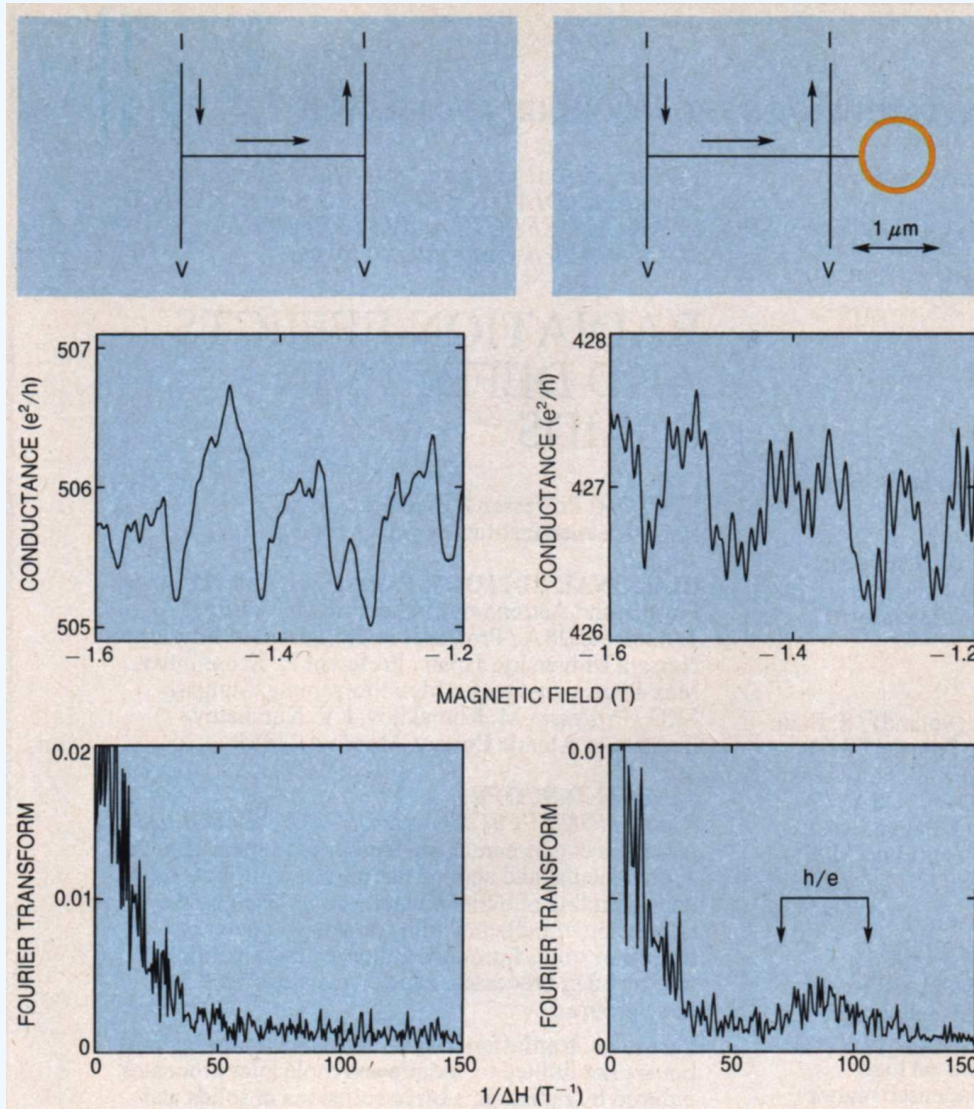 I I
V V
I I
V V
1 μm
507
506
505
CONDUCTANCE (e²/h)
−1.6 −1.4 −1.2
428
427
426
CONDUCTANCE (e²/h)
−1.6 −1.4 −1.2
MAGNETIC FIELD (T)
0.02
0.01
0
FOURIER TRANSFORM
0 50 100 150
0.01
0
FOURIER TRANSFORM
h/e
0 50 100 150
1/ΔH (T⁻¹)